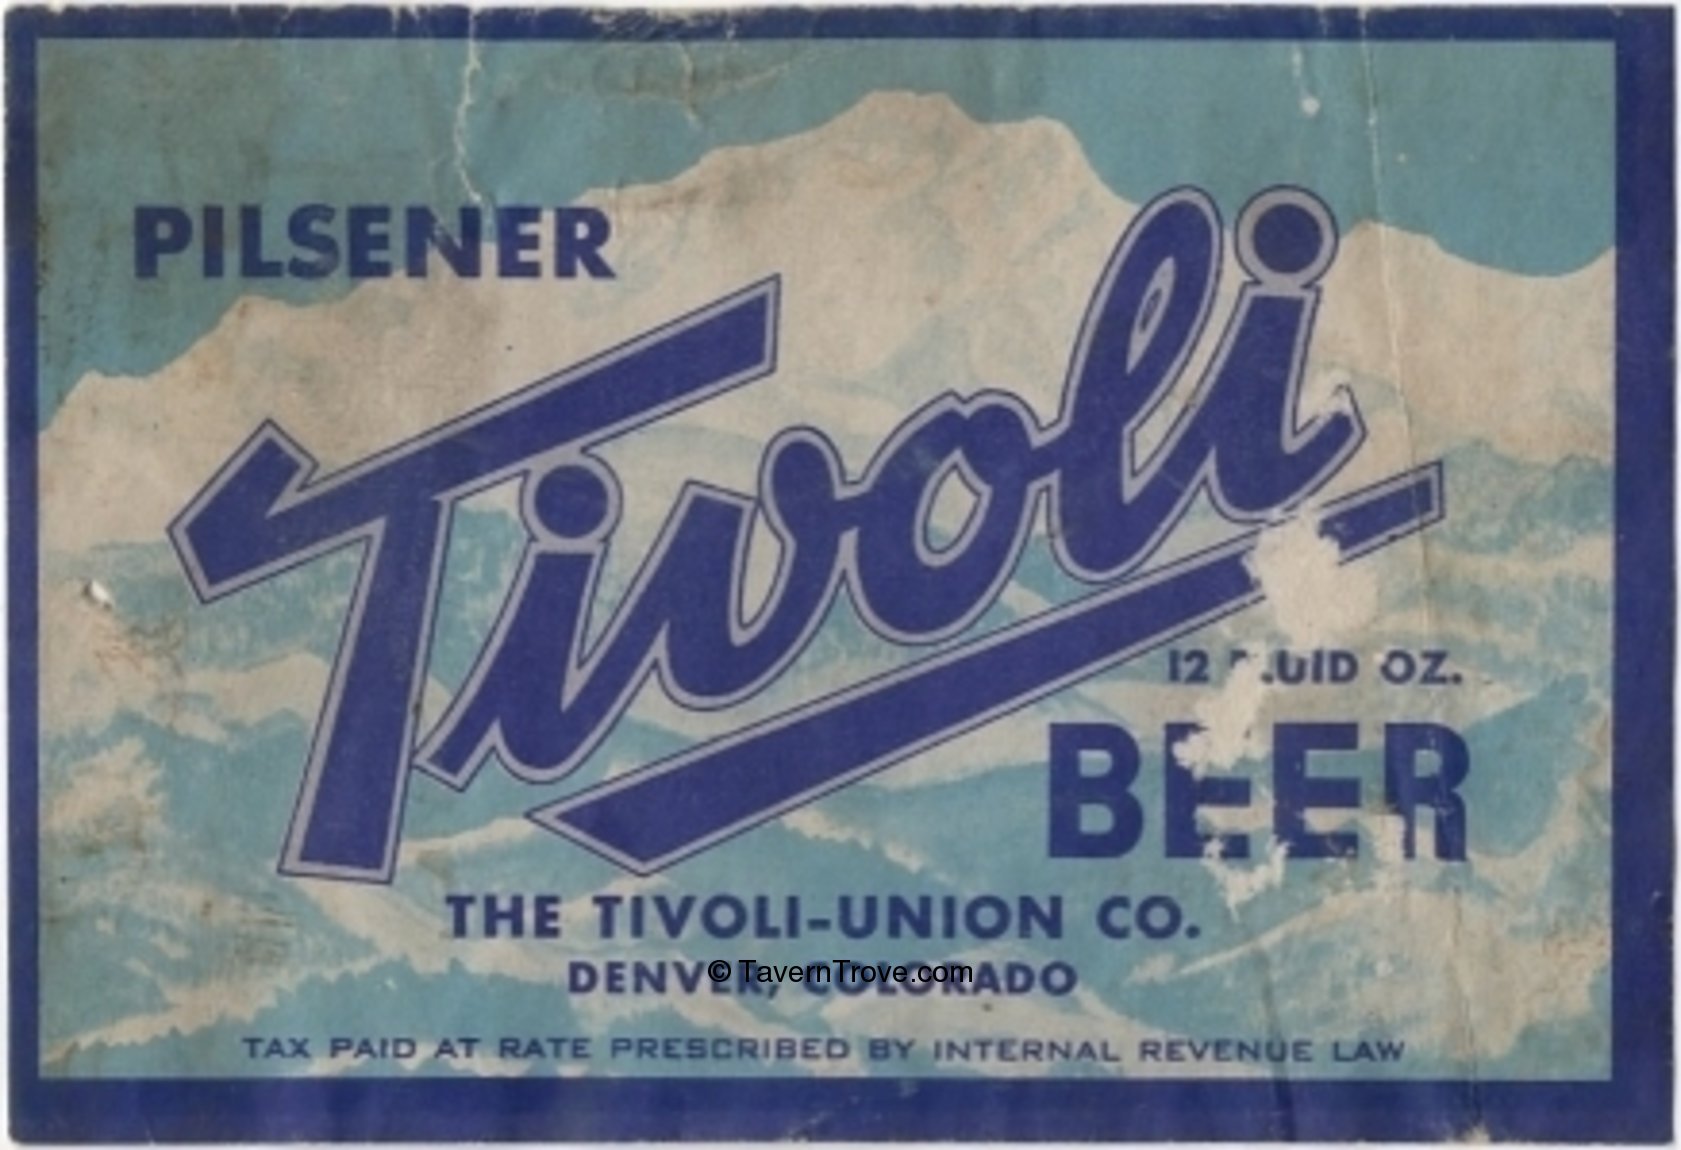 PILSENER
Tivoli
12 FLUID OZ.
BEER
THE TIVOLI-UNION CO.
DENVER, COLORADO
© TavernTrove.com
TAX PAID AT RATE PRESCRIBED BY INTERNAL REVENUE LAW